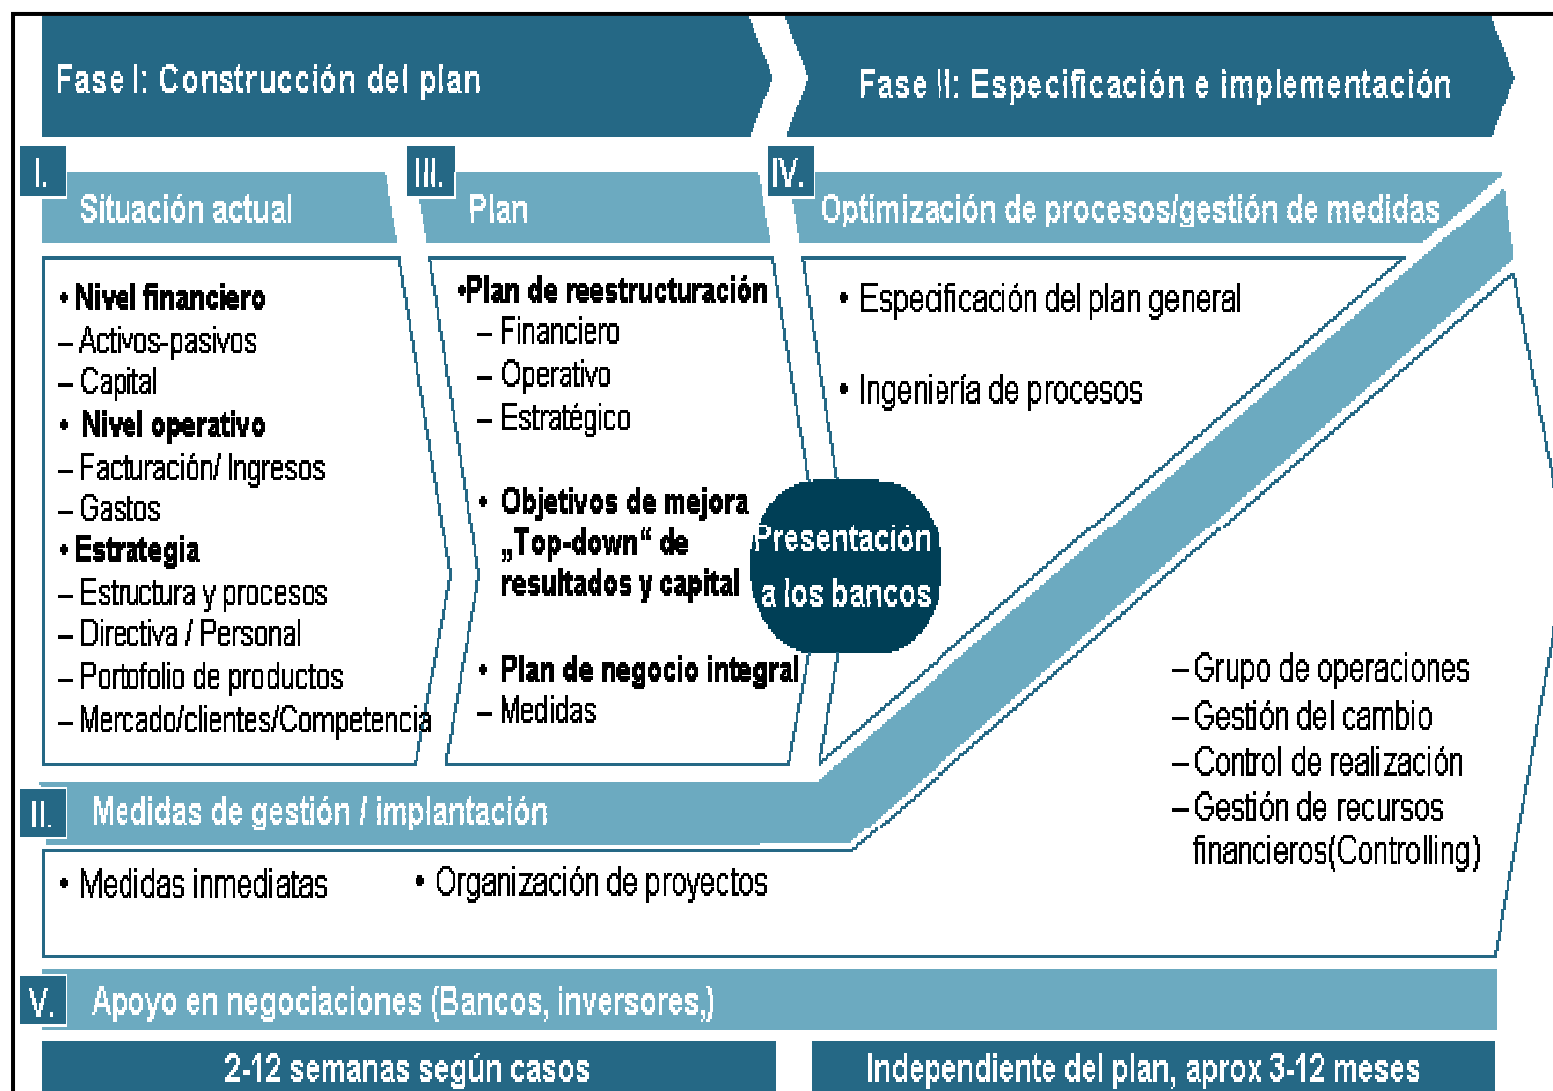 Fase I: Construcción del plan
Fase II: Especificación e implementación
I.
Situación actual
• Nivel financiero
– Activos-pasivos
– Capital
• Nivel operativo
– Facturación/ Ingresos
– Gastos
• Estrategia
– Estructura y procesos
– Directiva / Personal
– Portofolio de productos
– Mercado/clientes/Competencia
III.
Plan
•Plan de reestructuración
– Financiero
– Operativo
– Estratégico
• Objetivos de mejora
„Top-down“ de
resultados y capital
• Plan de negocio integral
– Medidas
Presentación
a los bancos
IV.
Optimización de procesos/gestión de medidas
• Especificación del plan general
• Ingeniería de procesos
– Grupo de operaciones
– Gestión del cambio
– Control de realización
– Gestión de recursos
financieros(Controlling)
II.
Medidas de gestión / implantación
• Medidas inmediatas
• Organización de proyectos
V.
Apoyo en negociaciones (Bancos, inversores,)
2-12 semanas según casos
Independiente del plan, aprox 3-12 meses